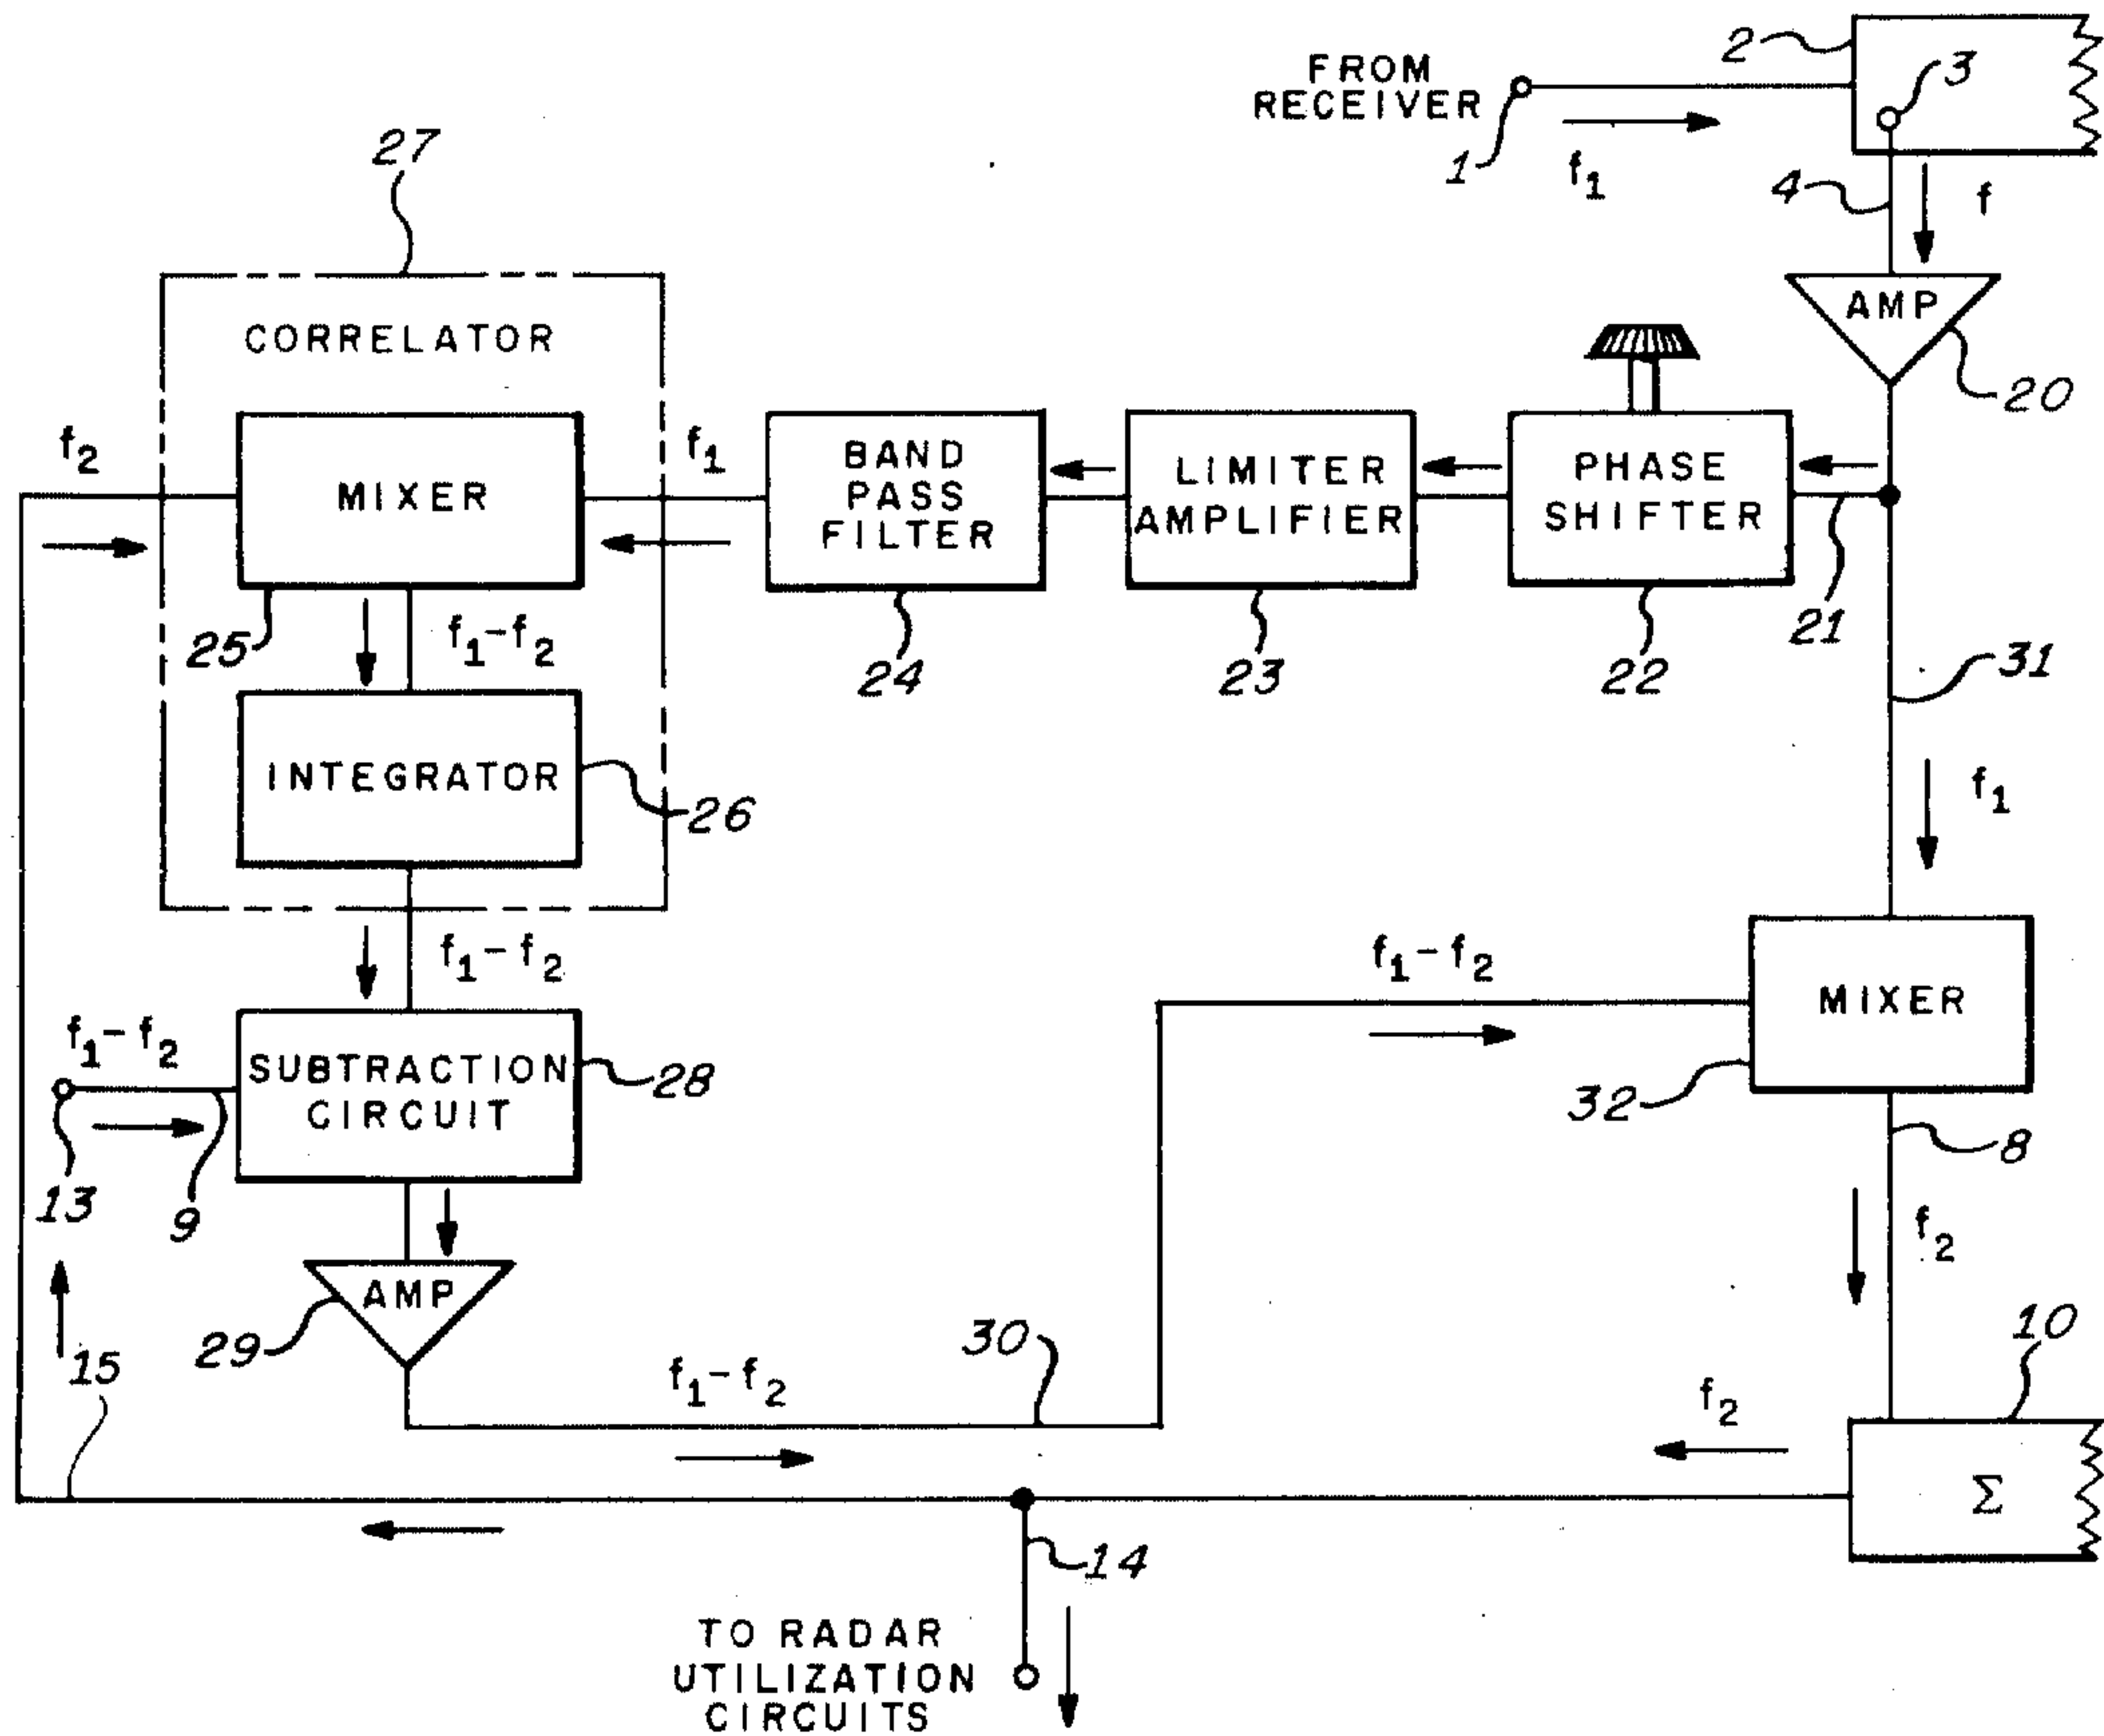 FROM
RECEIVER
1
f₁
2
3
4
f
AMP
20
27
CORRELATOR
f₂
MIXER
25
f₁
BAND
PASS
FILTER
24
LIMITER
AMPLIFIER
23
PHASE
SHIFTER
22
21
31
f₁-f₂
INTEGRATOR
26
f₁
f₁-f₂
f₁-f₂
MIXER
32
f₁-f₂
SUBTRACTION
CIRCUIT
28
13
9
8
f₂
AMP
29
15
f₁-f₂
30
f₂
10
Σ
14
TO RADAR
UTILIZATION
CIRCUITS